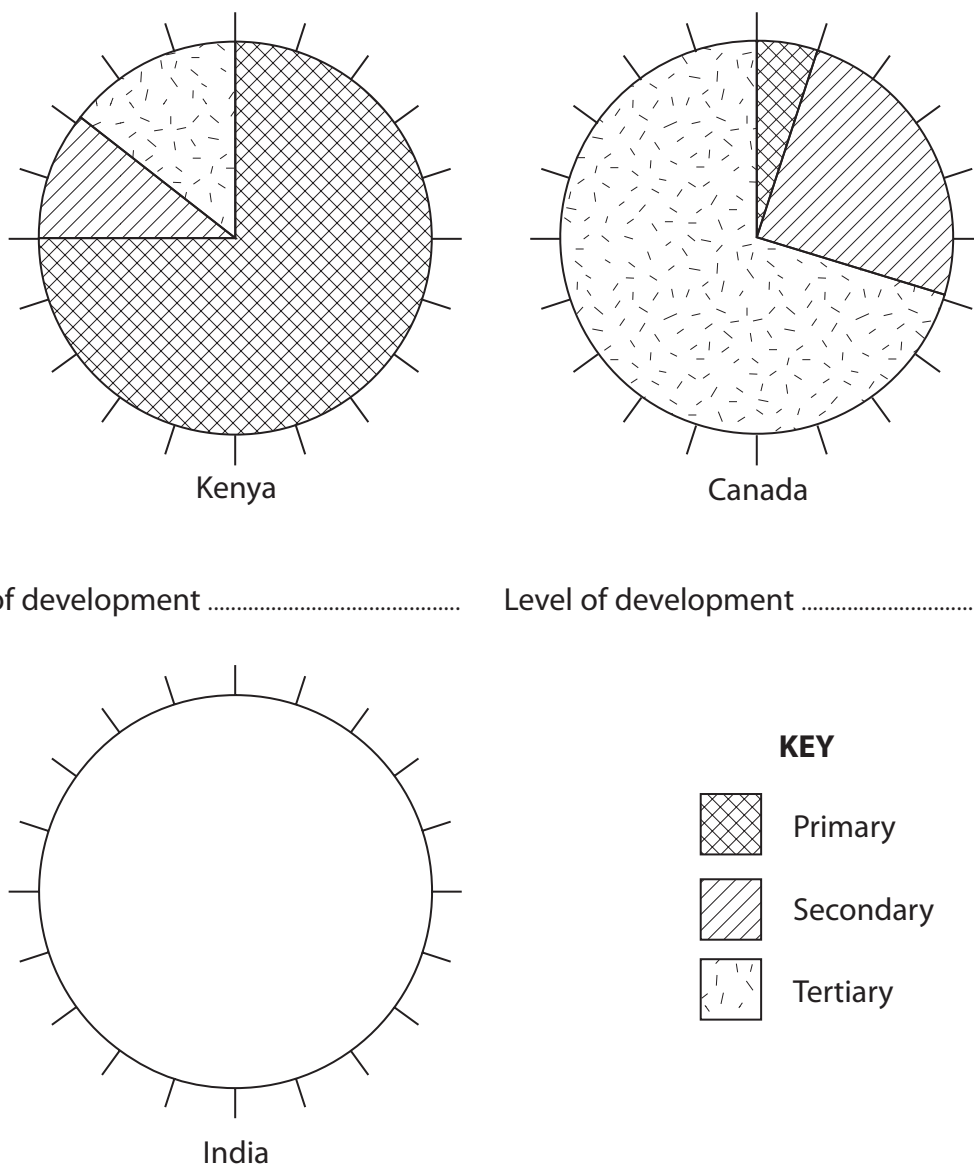 Kenya
Canada
of development ............................................ Level of development ..............................
KEY
Primary
Secondary
Tertiary
India